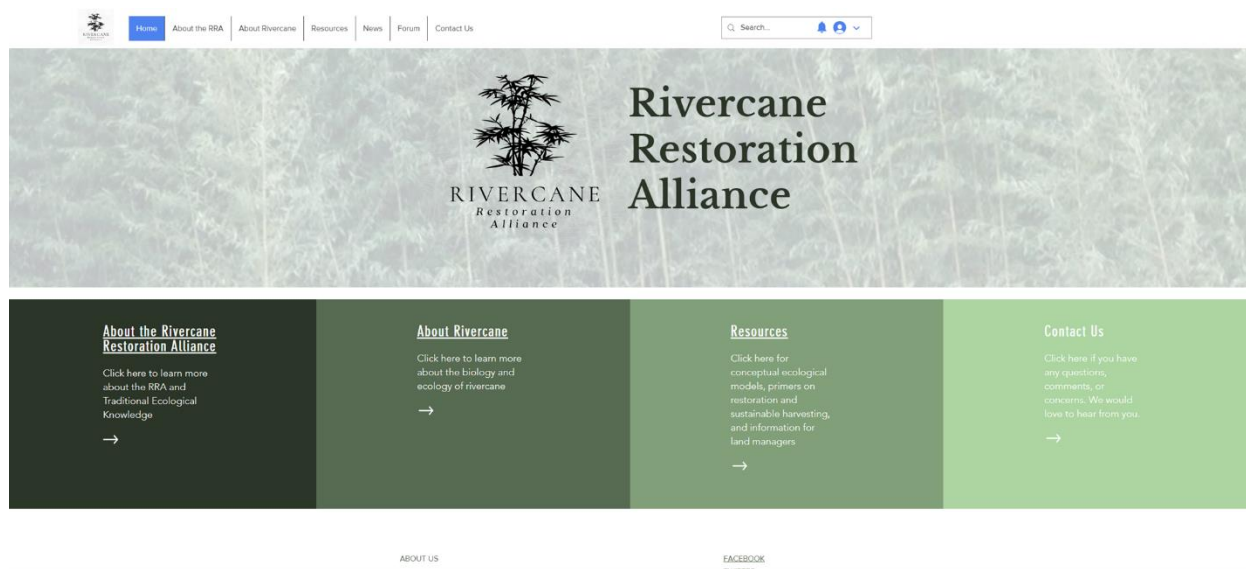 RIVERCANE
Home
About the RRA
About Rivercane
Resources
News
Forum
Contact Us
Search...
RIVERCANE
Restoration
Alliance
Rivercane
Restoration
Alliance
About the Rivercane
Restoration Alliance
Click here to learn more
about the RRA and
Traditional Ecological
Knowledge
About Rivercane
Click here to learn more
about the biology and
ecology of rivercane
Resources
Click here for
conceptual ecological
models, primers on
restoration and
sustainable harvesting,
and information for
land managers
Contact Us
Click here if you have
any questions,
comments, or
concerns. We would
love to hear from you.
ABOUT US
FACEBOOK